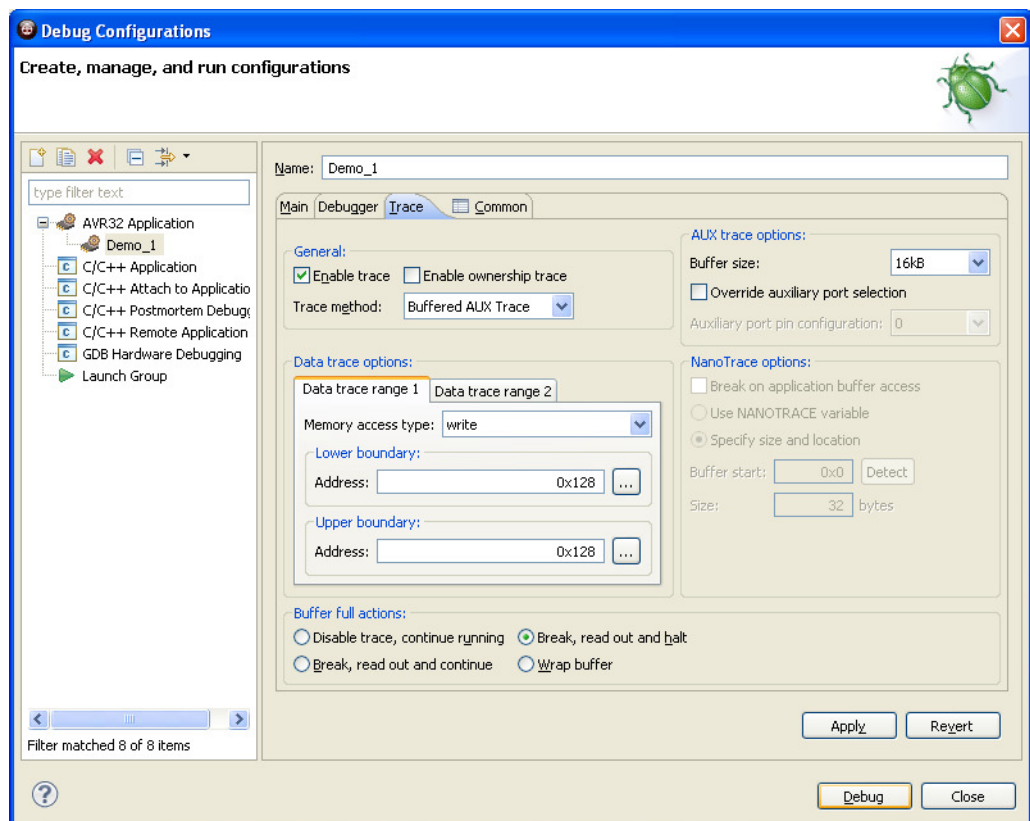 Debug Configurations
Create, manage, and run configurations
type filter text
AVR32 Application
Demo_1
C/C++ Application
C/C++ Attach to Applicatio
C/C++ Postmortem Debugg
C/C++ Remote Application
GDB Hardware Debugging
Launch Group
Filter matched 8 of 8 items
Name: Demo_1
Main Debugger Trace Common
General:
Enable trace Enable ownership trace
Trace method: Buffered AUX Trace
AUX trace options:
Buffer size: 16kB
Override auxiliary port selection
Auxiliary port pin configuration: 0
Data trace options:
Data trace range 1 Data trace range 2
Memory access type: write
Lower boundary:
Address: 0x128 ...
Upper boundary:
Address: 0x128 ...
NanoTrace options:
Break on application buffer access
Use NANOTRACE variable
Specify size and location
Buffer start: 0x0 Detect
Size: 32 bytes
Buffer full actions:
Disable trace, continue running Break, read out and halt
Break, read out and continue Wrap buffer
Apply Revert
? Debug Close